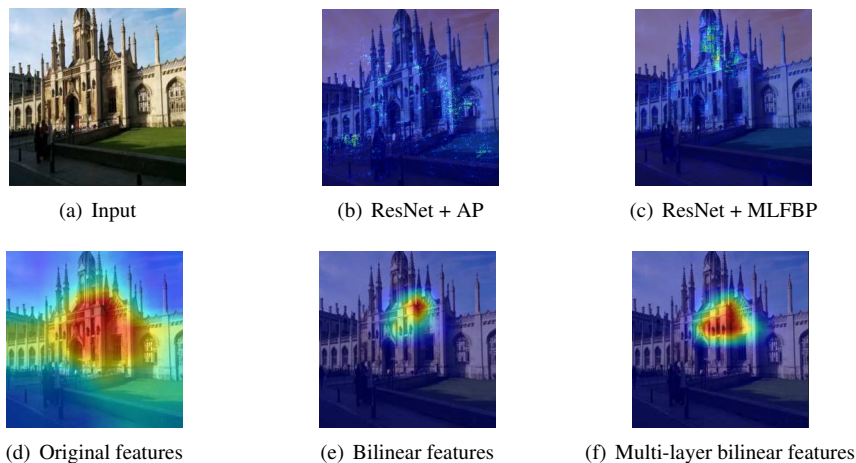 (a) Input
(b) ResNet + AP
(c) ResNet + MLFBP
(d) Original features
(e) Bilinear features
(f) Multi-layer bilinear features